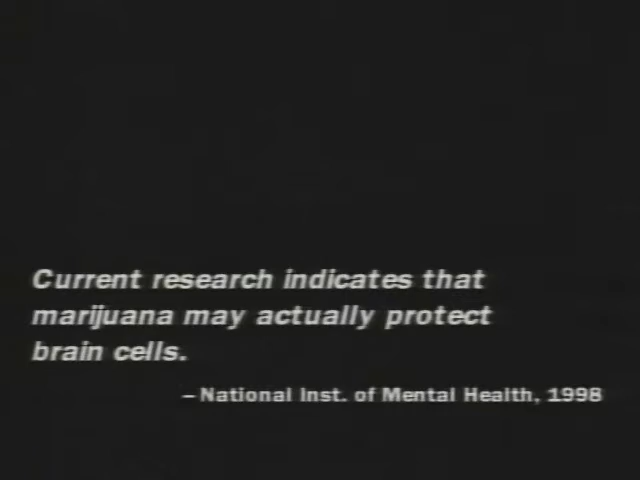 Current research indicates that
marijuana may actually protect
brain cells.
– National Inst. of Mental Health, 1998